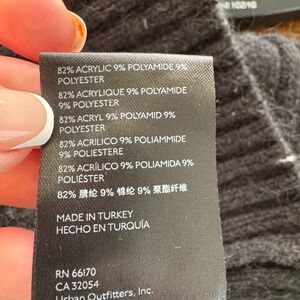 82% ACRYLIC 9% POLYAMIDE 9%
POLYESTER
82% ACRYLIQUE 9% POLYAMIDE
9% POLYESTER
82% ACRYL 9% POLYAMID 9%
POLYESTER
82% ACRILICO 9% POLIAMMIDE
9% POLIESTERE
82% ACRÍLICO 9% POLIAMIDA 9%
POLIÉSTER
82% 腈纶 9% 锦纶 9% 聚酯纤维
MADE IN TURKEY
HECHO EN TURQUÍA
RN 66170
CA 32054
Urban Outfitters, Inc.